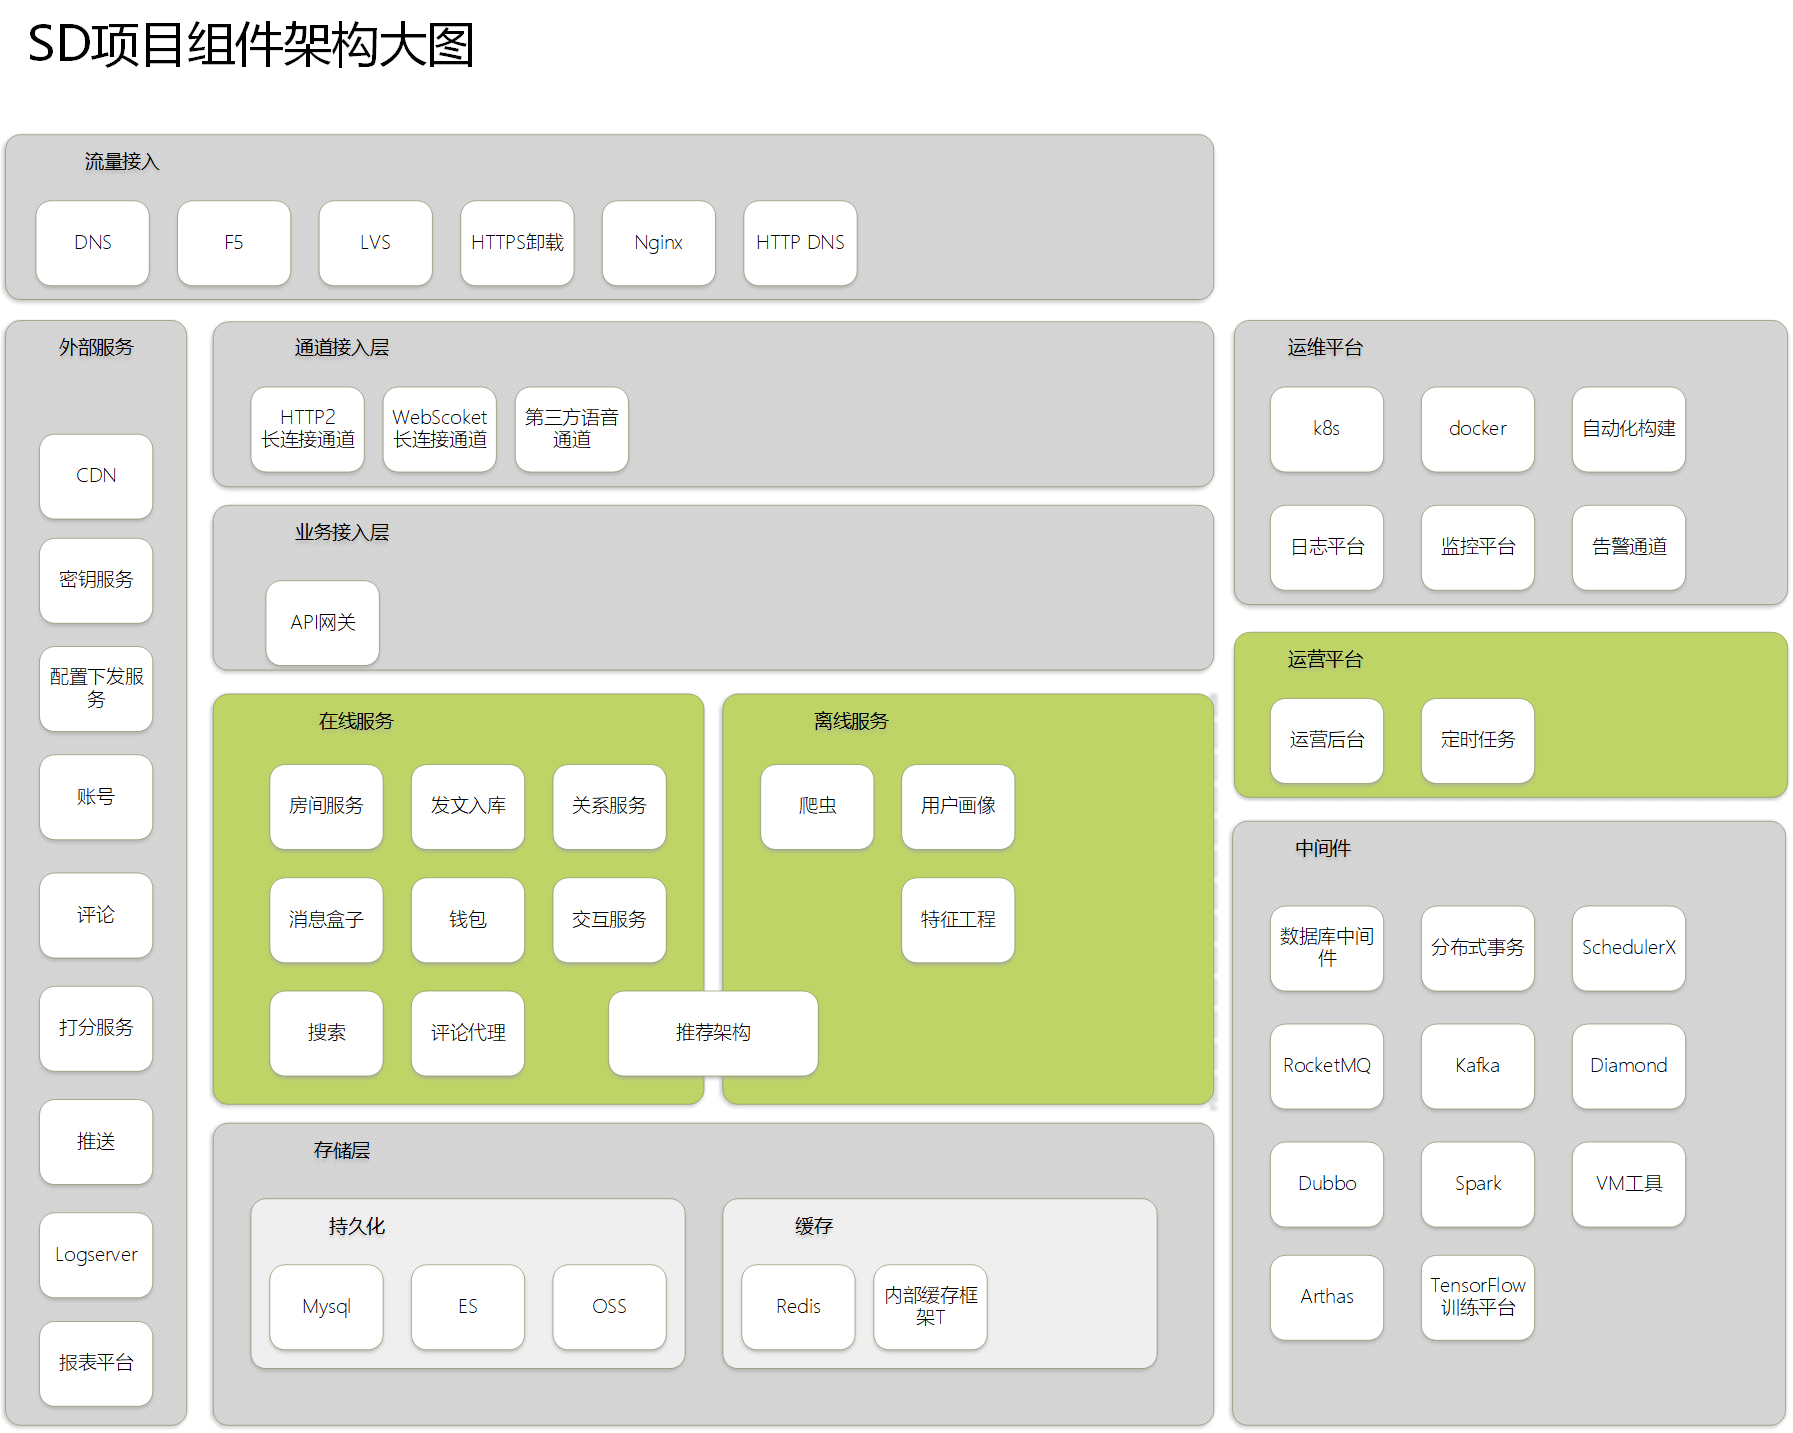 SD项目组件架构大图
流量接入
DNS
F5
LVS
HTTPS卸载
Nginx
HTTP DNS
外部服务
CDN
密钥服务
配置下发服
务
账号
评论
打分服务
推送
Logserver
报表平台
通道接入层
HTTP2
长连接通道
WebScoket
长连接通道
第三方语音
通道
业务接入层
API网关
在线服务
房间服务
发文入库
关系服务
消息盒子
钱包
交互服务
搜索
评论代理
推荐架构
离线服务
爬虫
用户画像
特征工程
存储层
持久化
Mysql
ES
OSS
缓存
Redis
内部缓存框
架T
运维平台
k8s
docker
自动化构建
日志平台
监控平台
告警通道
运营平台
运营后台
定时任务
中间件
数据库中间
件
分布式事务
SchedulerX
RocketMQ
Kafka
Diamond
Dubbo
Spark
VM工具
Arthas
TensorFlow
训练平台